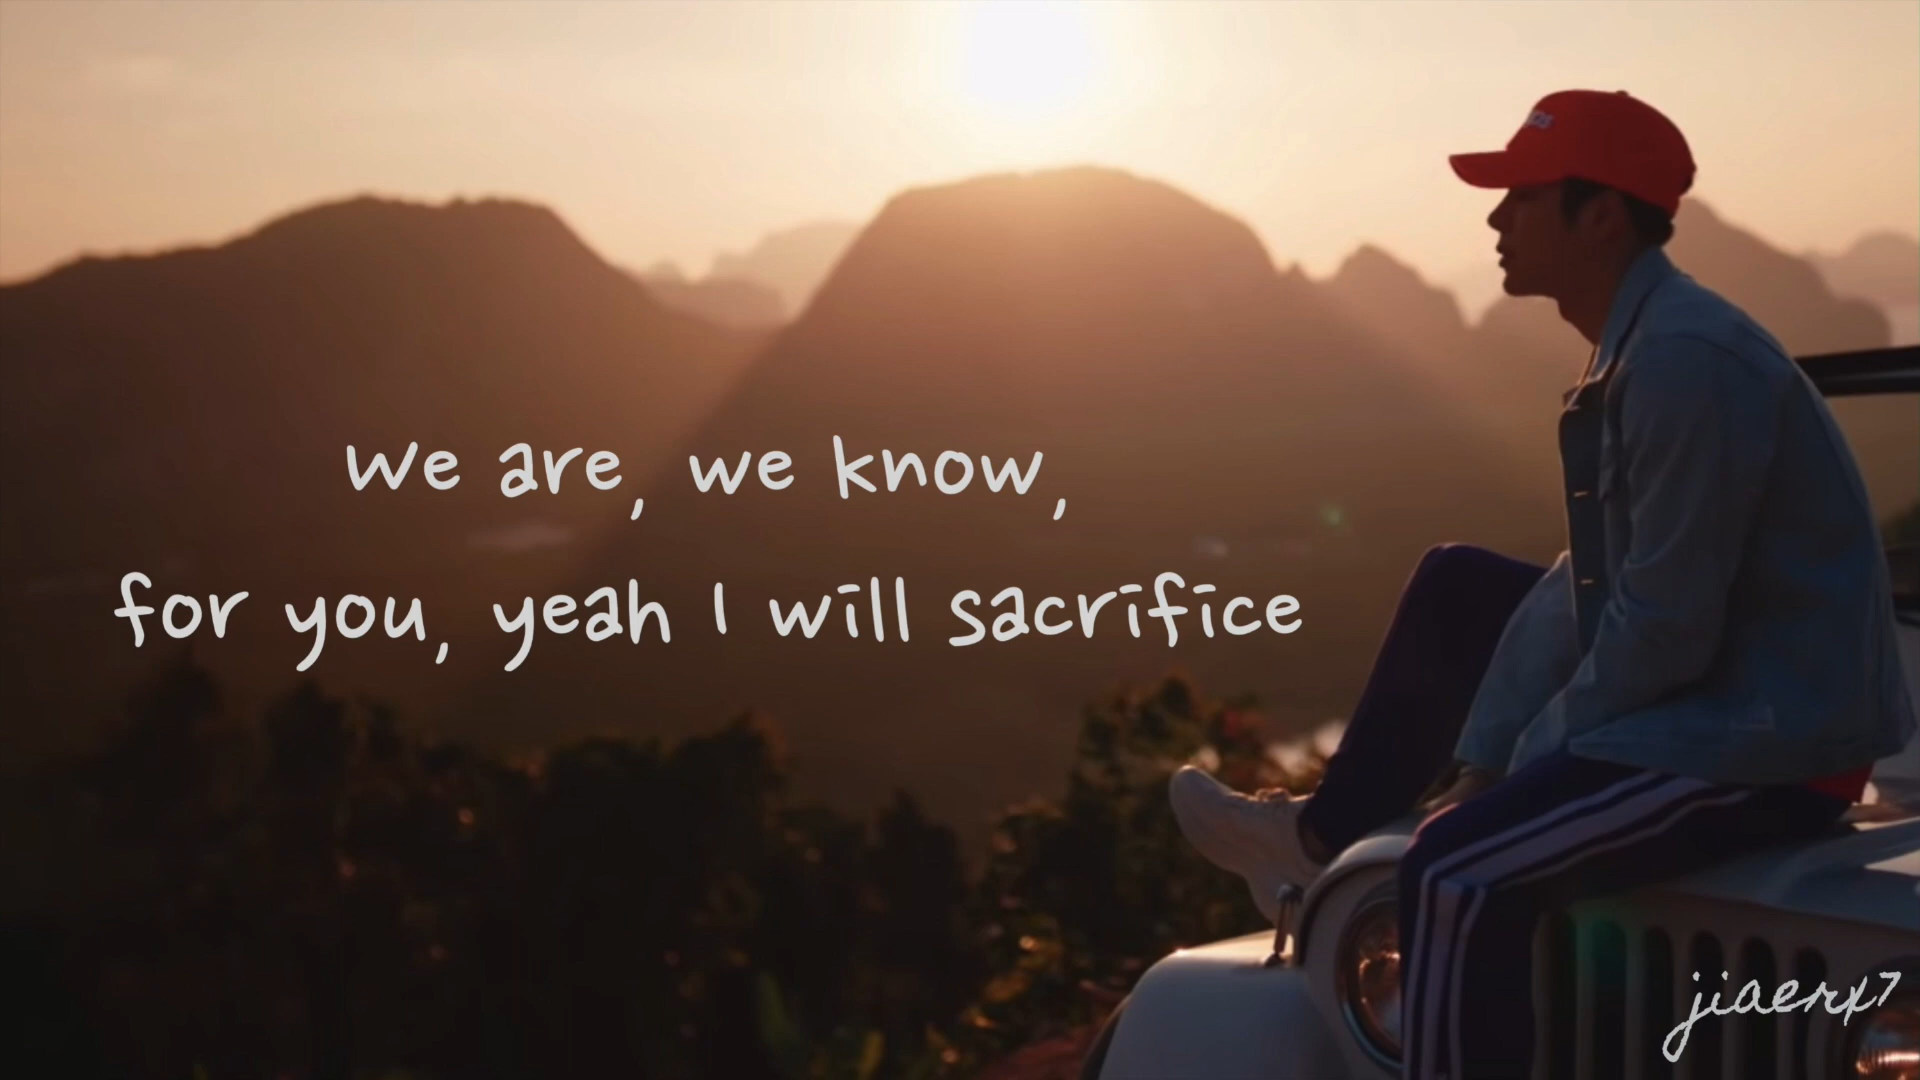 we are, we know,
for you, yeah I will sacrifice
jiaerx7